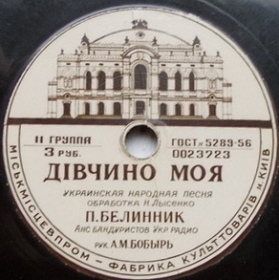 II ГРУППА
3 РУБ.
ГОСТ 5289-56
0023723
ДІВЧИНО МОЯ
УКРАИНСКАЯ НАРОДНАЯ ПЕСНЯ
ОБРАБОТКА Н. Лысенко
П. БЕЛИННИК
Анс. БАНДУРИСТОВ УКР РАДИО
РУК. А.М. БОБЫРЬ
МІСЬКМІСЦЕВПРОМ – ФАБРИКА КУЛЬТТОВАРІВ м. КИЇВ